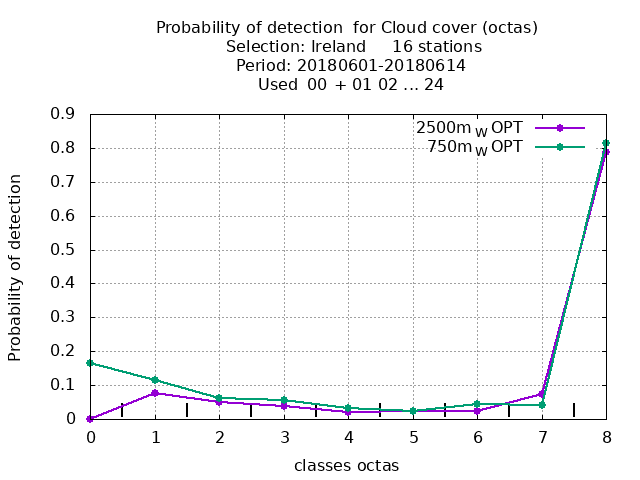 Probability of detection  for Cloud cover (octas)
Selection: Ireland     16 stations
Period: 20180601-20180614
Used  00  + 01 02 ... 24
2500m W OPT
750m W OPT
0.9
0.8
0.7
0.6
0.5
0.4
0.3
0.2
0.1
0
Probability of detection
0 1 2 3 4 5 6 7 8
classes octas